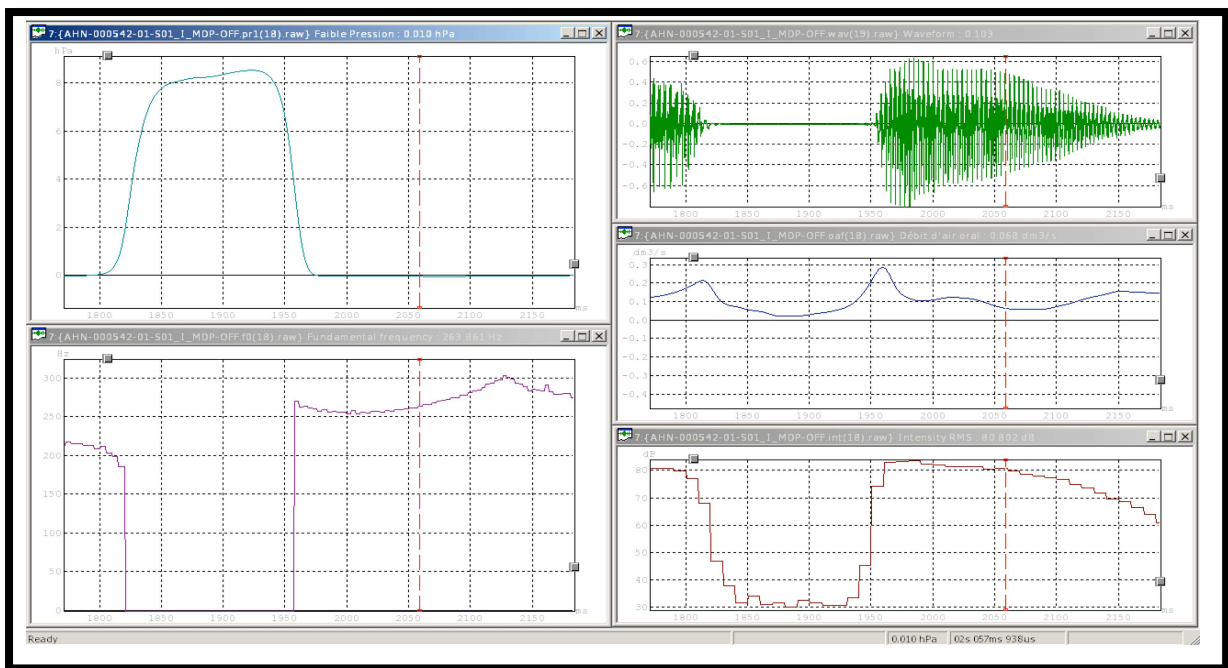 7:{AHN-000542-01-S01_I_MDP-OFF.pr1(18).raw} Faible Pression : 0.010 hPa
hPa
8
6
4
2
0
1800 1850 1900 1950 2000 2050 2100 2150 ms
7:{AHN-000542-01-S01_I_MDP-OFF.f0(18).raw} Fundamental frequency : 263.861 Hz
Hz
300
250
200
150
100
50
0
1800 1850 1900 1950 2000 2050 2100 2150 ms
7:{AHN-000542-01-S01_I_MDP-OFF.wav(19).raw} Waveform : 0.103
0.6
0.4
0.2
0.0
-0.2
-0.4
-0.6
1800 1850 1900 1950 2000 2050 2100 2150 ms
7:{AHN-000542-01-S01_I_MDP-OFF.oaf(18).raw} Débit d'air oral : 0.068 dm3/s
dm3/s
0.3
0.2
0.1
0.0
-0.1
-0.2
-0.3
-0.4
1800 1850 1900 1950 2000 2050 2100 2150 ms
7:{AHN-000542-01-S01_I_MDP-OFF.int(18).raw} Intensity RMS : 80.802 dB
dB
80
70
60
50
40
30
1800 1850 1900 1950 2000 2050 2100 2150 ms
Ready 0.010 hPa 02s 057ms 938us